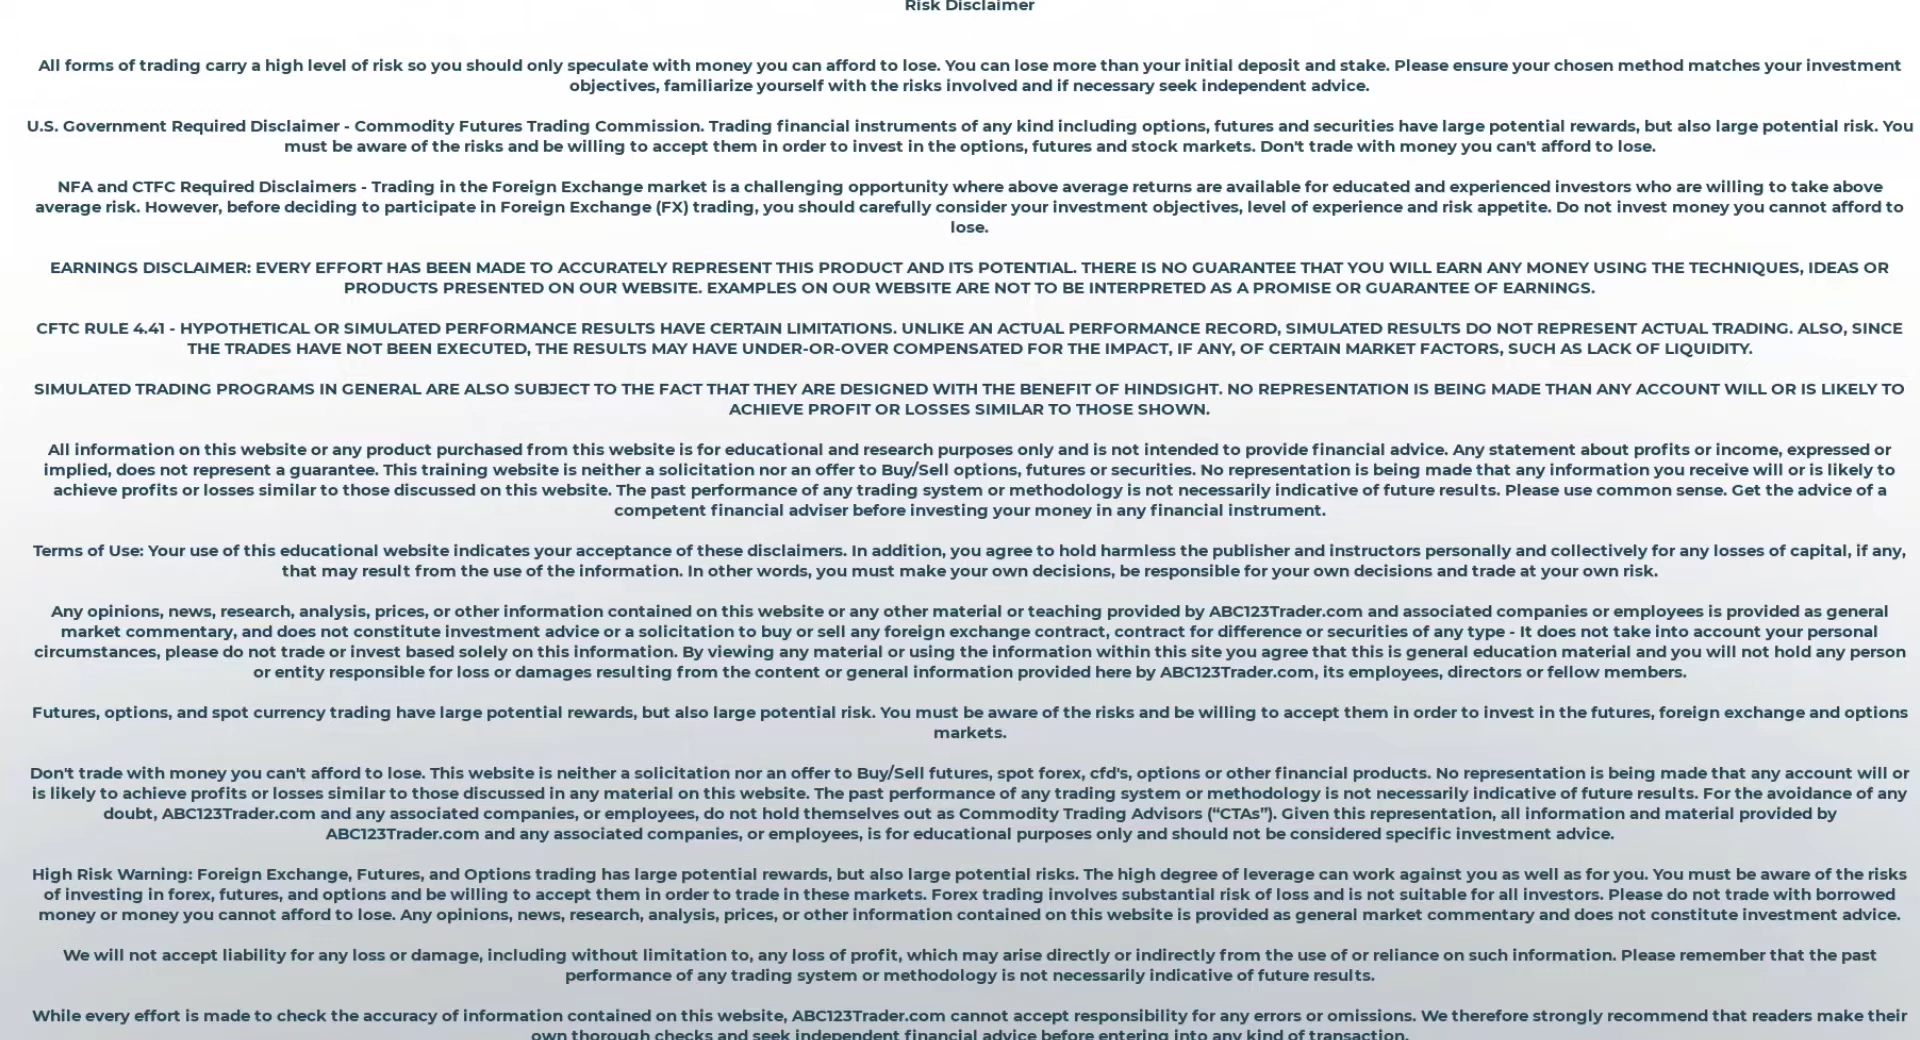 Risk Disclaimer
All forms of trading carry a high level of risk so you should only speculate with money you can afford to lose. You can lose more than your initial deposit and stake. Please ensure your chosen method matches your investment
objectives, familiarize yourself with the risks involved and if necessary seek independent advice.
U.S. Government Required Disclaimer - Commodity Futures Trading Commission. Trading financial instruments of any kind including options, futures and securities have large potential rewards, but also large potential risk. You
must be aware of the risks and be willing to accept them in order to invest in the options, futures and stock markets. Don't trade with money you can't afford to lose.
NFA and CTFC Required Disclaimers - Trading in the Foreign Exchange market is a challenging opportunity where above average returns are available for educated and experienced investors who are willing to take above
average risk. However, before deciding to participate in Foreign Exchange (FX) trading, you should carefully consider your investment objectives, level of experience and risk appetite. Do not invest money you cannot afford to
lose.
EARNINGS DISCLAIMER: EVERY EFFORT HAS BEEN MADE TO ACCURATELY REPRESENT THIS PRODUCT AND ITS POTENTIAL. THERE IS NO GUARANTEE THAT YOU WILL EARN ANY MONEY USING THE TECHNIQUES, IDEAS OR
PRODUCTS PRESENTED ON OUR WEBSITE. EXAMPLES ON OUR WEBSITE ARE NOT TO BE INTERPRETED AS A PROMISE OR GUARANTEE OF EARNINGS.
CFTC RULE 4.41 - HYPOTHETICAL OR SIMULATED PERFORMANCE RESULTS HAVE CERTAIN LIMITATIONS. UNLIKE AN ACTUAL PERFORMANCE RECORD, SIMULATED RESULTS DO NOT REPRESENT ACTUAL TRADING. ALSO, SINCE
THE TRADES HAVE NOT BEEN EXECUTED, THE RESULTS MAY HAVE UNDER-OR-OVER COMPENSATED FOR THE IMPACT, IF ANY, OF CERTAIN MARKET FACTORS, SUCH AS LACK OF LIQUIDITY.
SIMULATED TRADING PROGRAMS IN GENERAL ARE ALSO SUBJECT TO THE FACT THAT THEY ARE DESIGNED WITH THE BENEFIT OF HINDSIGHT. NO REPRESENTATION IS BEING MADE THAN ANY ACCOUNT WILL OR IS LIKELY TO
ACHIEVE PROFIT OR LOSSES SIMILAR TO THOSE SHOWN.
All information on this website or any product purchased from this website is for educational and research purposes only and is not intended to provide financial advice. Any statement about profits or income, expressed or
implied, does not represent a guarantee. This training website is neither a solicitation nor an offer to Buy/Sell options, futures or securities. No representation is being made that any information you receive will or is likely to
achieve profits or losses similar to those discussed on this website. The past performance of any trading system or methodology is not necessarily indicative of future results. Please use common sense. Get the advice of a
competent financial adviser before investing your money in any financial instrument.
Terms of Use: Your use of this educational website indicates your acceptance of these disclaimers. In addition, you agree to hold harmless the publisher and instructors personally and collectively for any losses of capital, if any,
that may result from the use of the information. In other words, you must make your own decisions, be responsible for your own decisions and trade at your own risk.
Any opinions, news, research, analysis, prices, or other information contained on this website or any other material or teaching provided by ABC123Trader.com and associated companies or employees is provided as general
market commentary, and does not constitute investment advice or a solicitation to buy or sell any foreign exchange contract, contract for difference or securities of any type - It does not take into account your personal
circumstances, please do not trade or invest based solely on this information. By viewing any material or using the information within this site you agree that this is general education material and you will not hold any person
or entity responsible for loss or damages resulting from the content or general information provided here by ABC123Trader.com, its employees, directors or fellow members.
Futures, options, and spot currency trading have large potential rewards, but also large potential risk. You must be aware of the risks and be willing to accept them in order to invest in the futures, foreign exchange and options
markets.
Don't trade with money you can't afford to lose. This website is neither a solicitation nor an offer to Buy/Sell futures, spot forex, cfd's, options or other financial products. No representation is being made that any account will or
is likely to achieve profits or losses similar to those discussed in any material on this website. The past performance of any trading system or methodology is not necessarily indicative of future results. For the avoidance of any
doubt, ABC123Trader.com and any associated companies, or employees, do not hold themselves out as Commodity Trading Advisors (“CTAs”). Given this representation, all information and material provided by
ABC123Trader.com and any associated companies, or employees, is for educational purposes only and should not be considered specific investment advice.
High Risk Warning: Foreign Exchange, Futures, and Options trading has large potential rewards, but also large potential risks. The high degree of leverage can work against you as well as for you. You must be aware of the risks
of investing in forex, futures, and options and be willing to accept them in order to trade in these markets. Forex trading involves substantial risk of loss and is not suitable for all investors. Please do not trade with borrowed
money or money you cannot afford to lose. Any opinions, news, research, analysis, prices, or other information contained on this website is provided as general market commentary and does not constitute investment advice.
We will not accept liability for any loss or damage, including without limitation to, any loss of profit, which may arise directly or indirectly from the use of or reliance on such information. Please remember that the past
performance of any trading system or methodology is not necessarily indicative of future results.
While every effort is made to check the accuracy of information contained on this website, ABC123Trader.com cannot accept responsibility for any errors or omissions. We therefore strongly recommend that readers make their
own thorough checks and seek independent financial advice before entering into any kind of transaction.